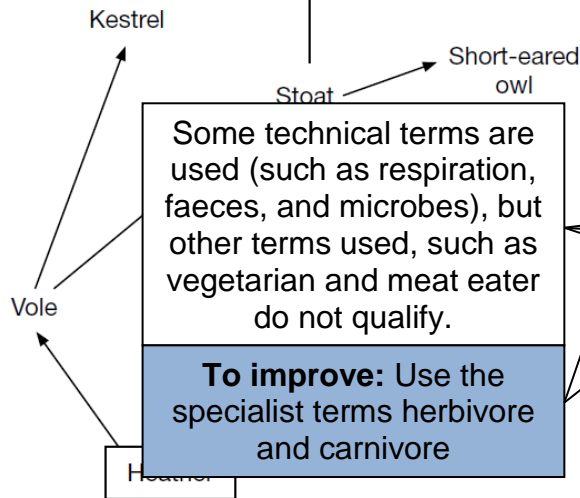 Kestrel
Short-eared
owl
Stoat
Some technical terms are
used (such as respiration,
faeces, and microbes), but
other terms used, such as
vegetarian and meat eater
do not qualify.
Vole
To improve: Use the
specialist terms herbivore
and carnivore